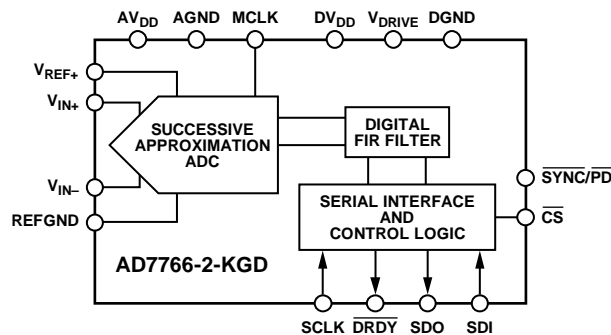 AVDD AGND MCLK DVDD VDRIVE DGND
VREF+
VIN+
SUCCESSIVE
APPROXIMATION
ADC
DIGITAL
FIR FILTER
VIN–
REFGND
SYNC/PD
CS
SERIAL INTERFACE
AND
CONTROL LOGIC
AD7766-2-KGD
SCLK DRDY SDO SDI